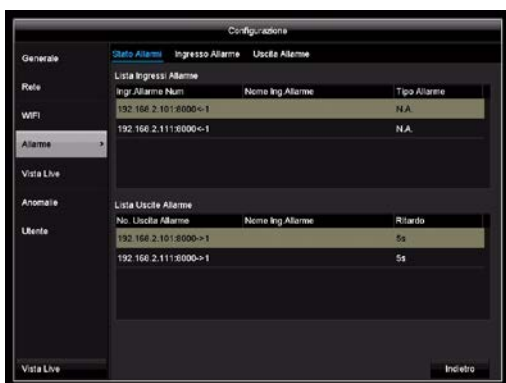 Configurazione
Generale
Rete
WIFI
Allarme
Vista Live
Anomalie
Utente
Stato Allarmi Ingresso Allarme Uscita Allarme
Lista Ingressi Allarme
Ingr.Allarme Num Nome Ing.Allarme Tipo Allarme
192.168.2.101:8000<-1 N.A.
192.168.2.111:8000<-1 N.A.
Lista Uscite Allarme
No. Uscita Allarme Nome Ing.Allarme Ritardo
192.168.2.101:8000->1 5s
192.168.2.111:8000->1 5s
Vista Live Indietro